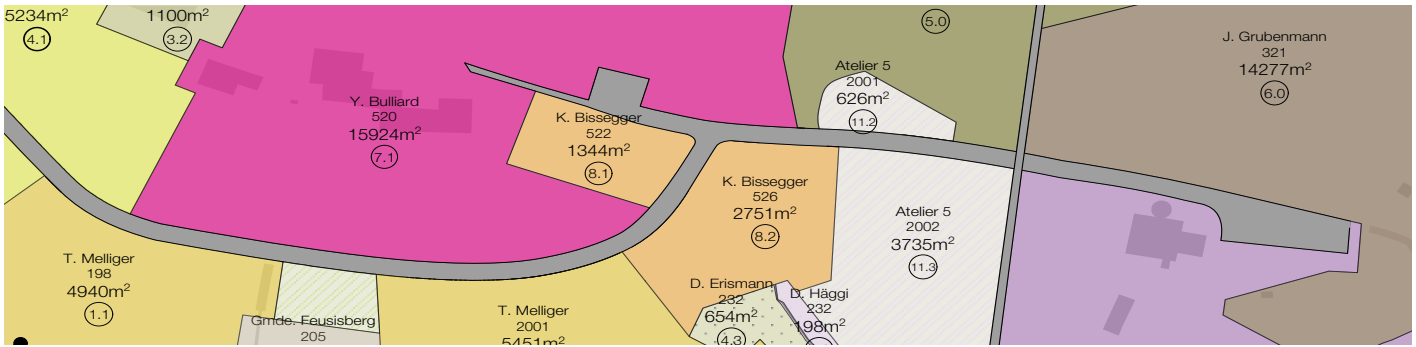 5234m²
4.1
1100m²
3.2
5.0
J. Grubenmann
321
14277m²
6.0
Atelier 5
2001
626m²
11.2
Y. Bulliard
520
15924m²
7.1
K. Bissegger
522
1344m²
8.1
K. Bissegger
526
2751m²
8.2
Atelier 5
2002
3735m²
11.3
T. Melliger
198
4940m²
1.1
Gmde. Feusisberg
205
T. Melliger
2001
5451m²
D. Erismann
232
654m²
4.3
D. Häggi
232
198m²